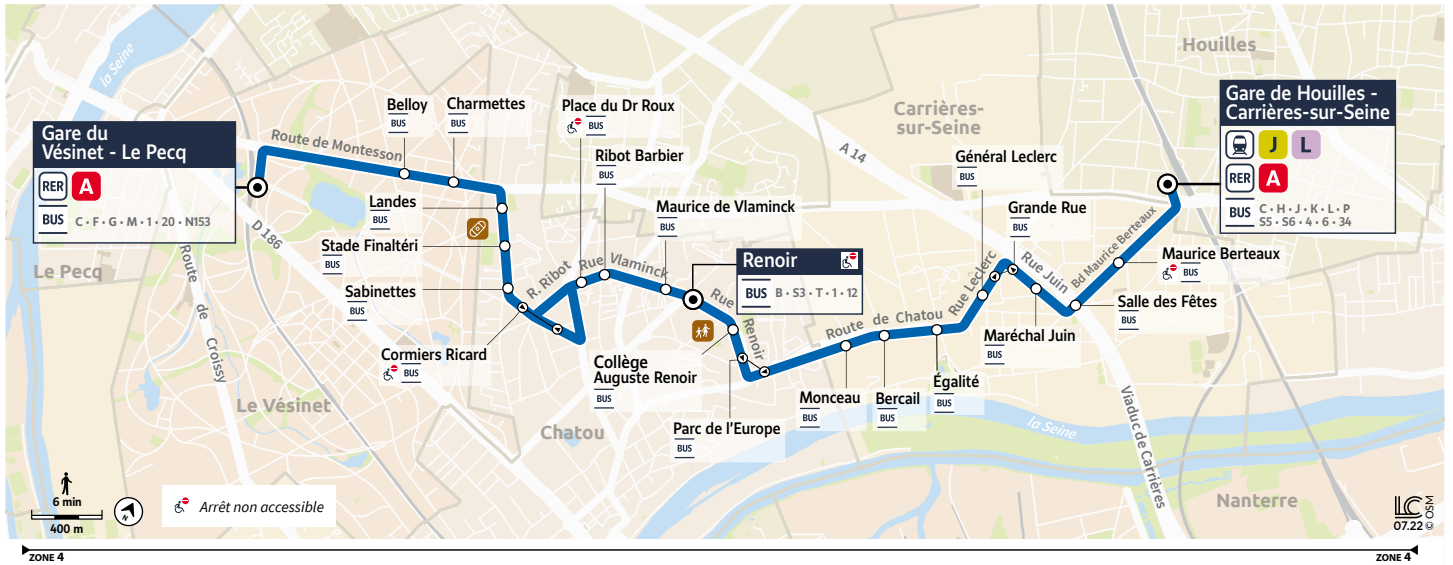 la Seine
Houilles
Gare de Houilles -
Carrières-sur-Seine
J L
RER A
BUS C • H • J • K • L • P
S5 • S6 • 4 • 6 • 34
Belloy
BUS
Charmettes
BUS
Place du Dr Roux
BUS
Carrières-
sur-Seine
Gare du
Vésinet - Le Pecq
RER A
BUS C • F • G • M • 1 • 20 • N153
Route de Montesson
A 14
Ribot Barbier
BUS
Général Leclerc
BUS
Landes
BUS
Maurice de Vlaminck
BUS
Grande Rue
BUS
D 186
Stade Finaltéri
BUS
Renoir
BUS B • S3 • T • 1 • 12
Maurice Berteaux
BUS
Bd Maurice Berteaux
Le Pecq
Route de Croissy
Sabinettes
BUS
R. Ribot
Rue Vlaminck
Rue Renoir
Route de Chatou
Rue Leclerc
Rue Juin
Salle des Fêtes
BUS
Maréchal Juin
BUS
Cormiers Ricard
BUS
Collège
Auguste Renoir
BUS
Égalité
BUS
Monceau
BUS
Bercail
BUS
Le Vésinet
Chatou
Parc de l'Europe
BUS
la Seine
Viaduc de Carrières
Nanterre
6 min
400 m
N
Arrêt non accessible
LC
07.22 © OSM
ZONE 4
ZONE 4